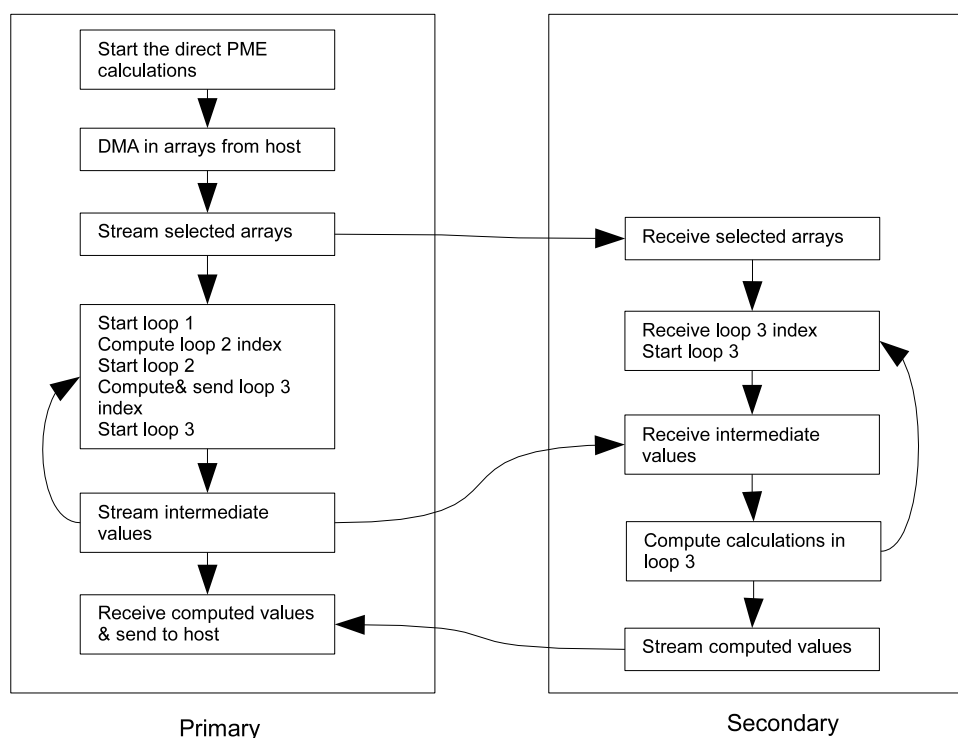 Start the direct PME
calculations
DMA in arrays from host
Stream selected arrays
Start loop 1
Compute loop 2 index
Start loop 2
Compute& send loop 3
index
Start loop 3
Stream intermediate
values
Receive computed values
& send to host
Primary
Receive selected arrays
Receive loop 3 index
Start loop 3
Receive intermediate
values
Compute calculations in
loop 3
Stream computed values
Secondary